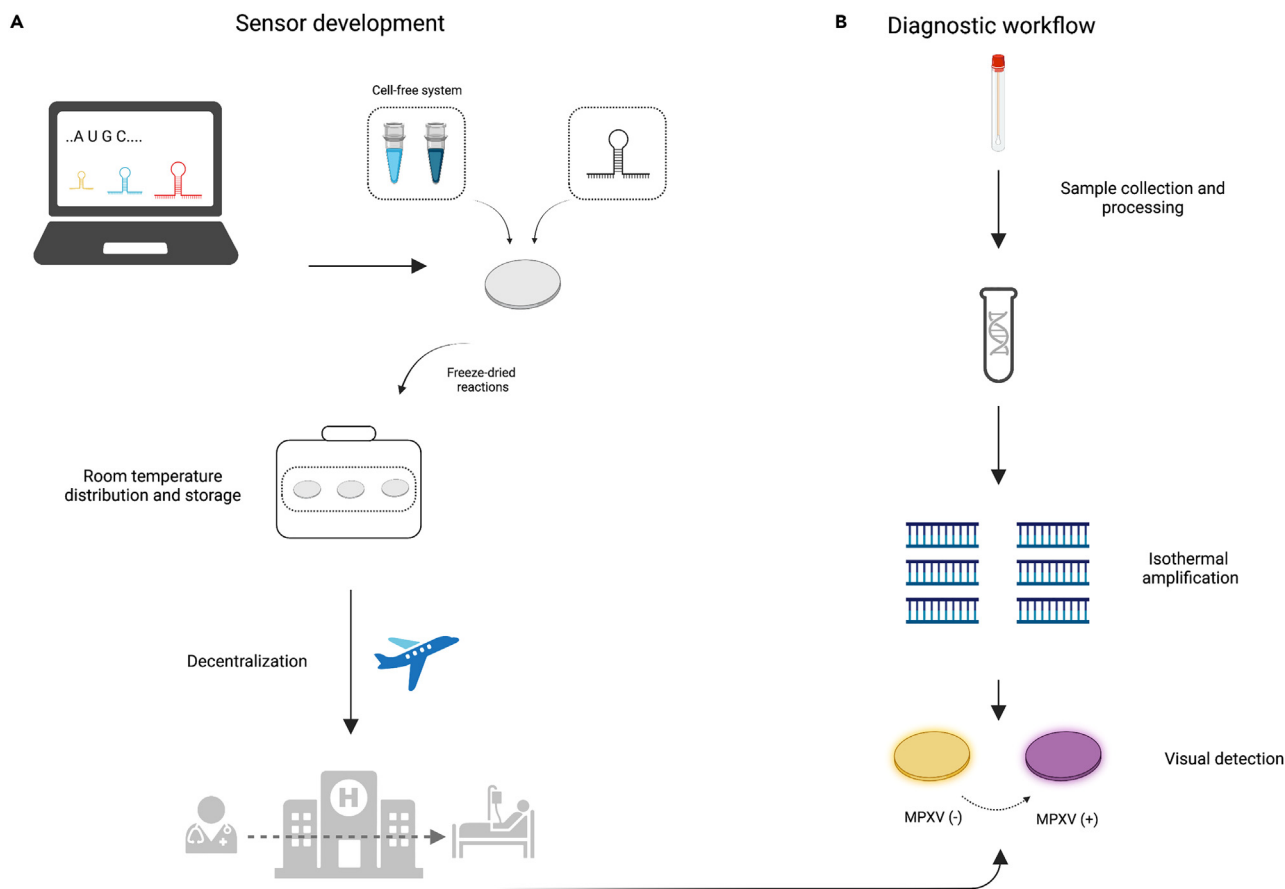 A
Sensor development
..A U G C....
Cell-free system
Freeze-dried
reactions
Room temperature
distribution and storage
Decentralization
H
B
Diagnostic workflow
Sample collection and
processing
Isothermal
amplification
Visual detection
MPXV (-)
MPXV (+)